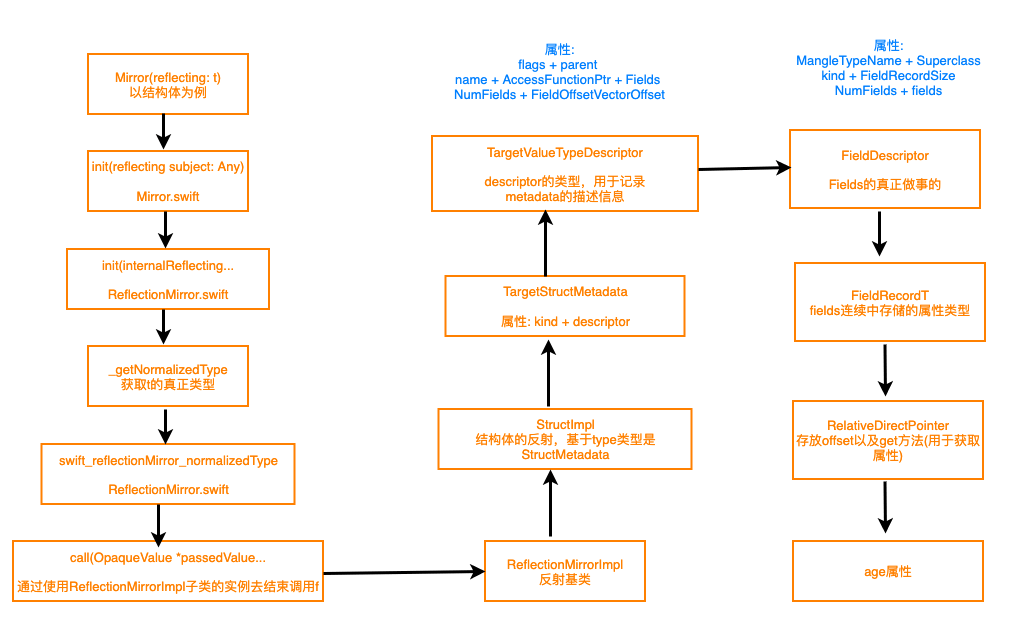 Mirror(reflecting: t)
以结构体为例
init(reflecting subject: Any)
Mirror.swift
init(internalReflecting...
ReflectionMirror.swift
_getNormalizedType
获取t的真正类型
swift_reflectionMirror_normalizedType
ReflectionMirror.swift
call(OpaqueValue *passedValue...
通过使用ReflectionMirrorImpl子类的实例去结束调用f
属性:
flags + parent
name + AccessFunctionPtr + Fields
NumFields + FieldOffsetVectorOffset
TargetValueTypeDescriptor
descriptor的类型，用于记录
metadata的描述信息
TargetStructMetadata
属性: kind + descriptor
StructImpl
结构体的反射，基于type类型是
StructMetadata
ReflectionMirrorImpl
反射基类
属性:
MangleTypeName + Superclass
kind + FieldRecordSize
NumFields + fields
FieldDescriptor
Fields的真正做事的
FieldRecordT
fields连续中存储的属性类型
RelativeDirectPointer
存放offset以及get方法(用于获取
属性)
age属性